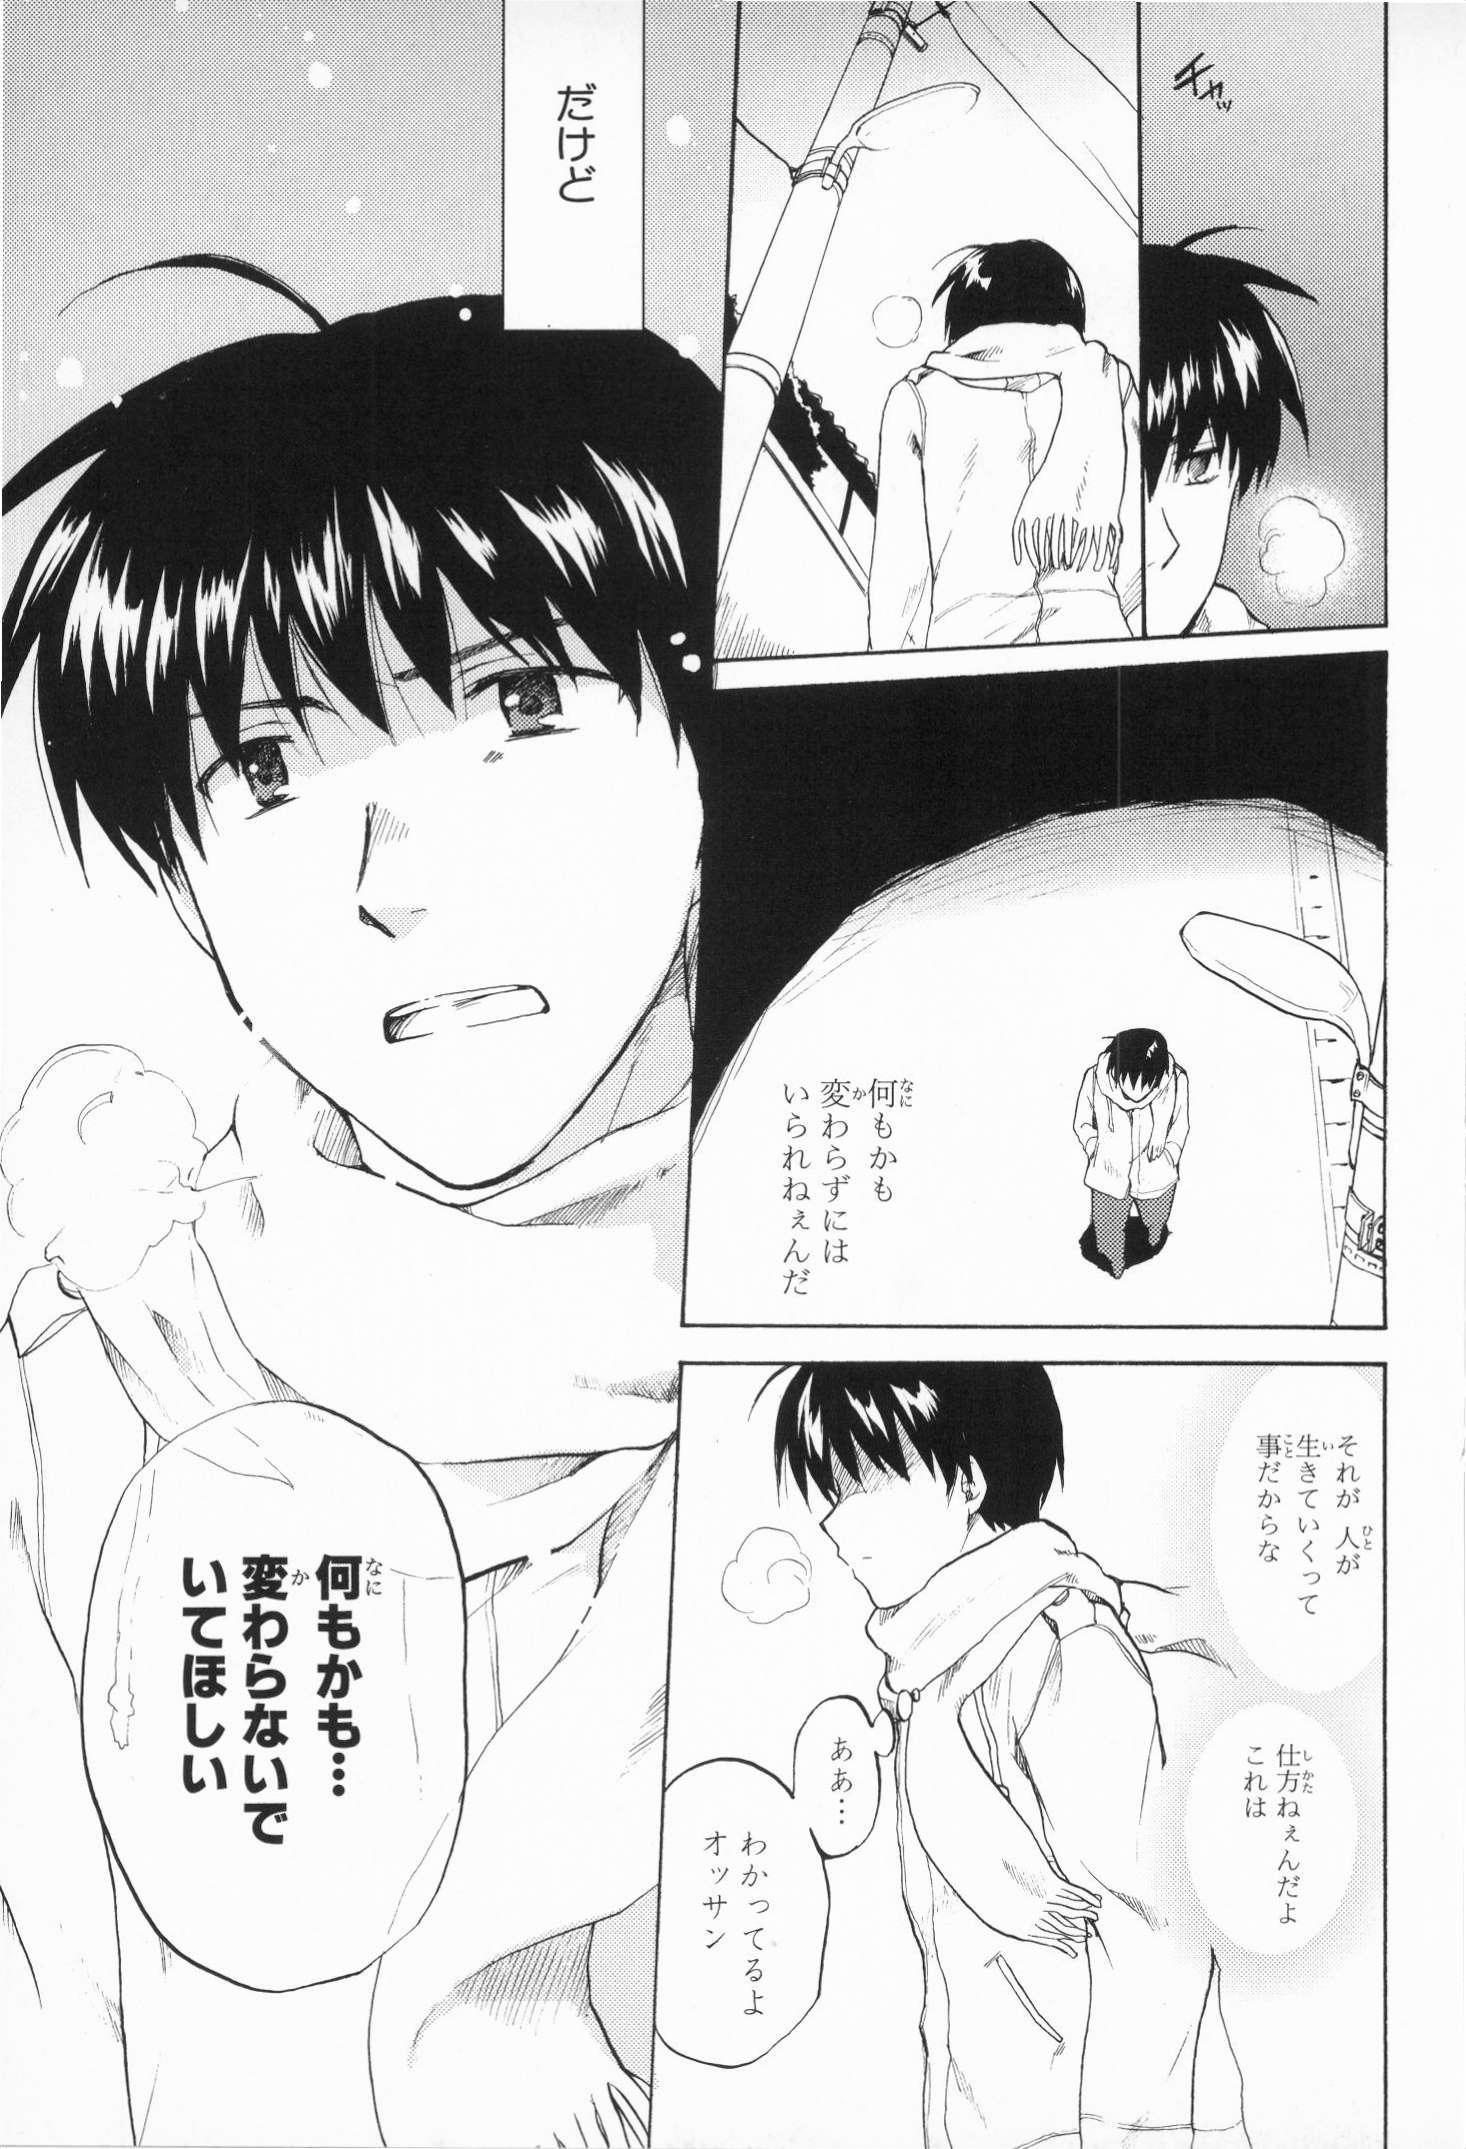 チャッ
何もかも
変わらずには
いられねぇんだ
それが 人が
生きていくって
事だからな
仕方ねぇんだよ
これは
ああ…
わかってるよ
オッサン
だけど
何もかも…
変わらないで
いてほしい